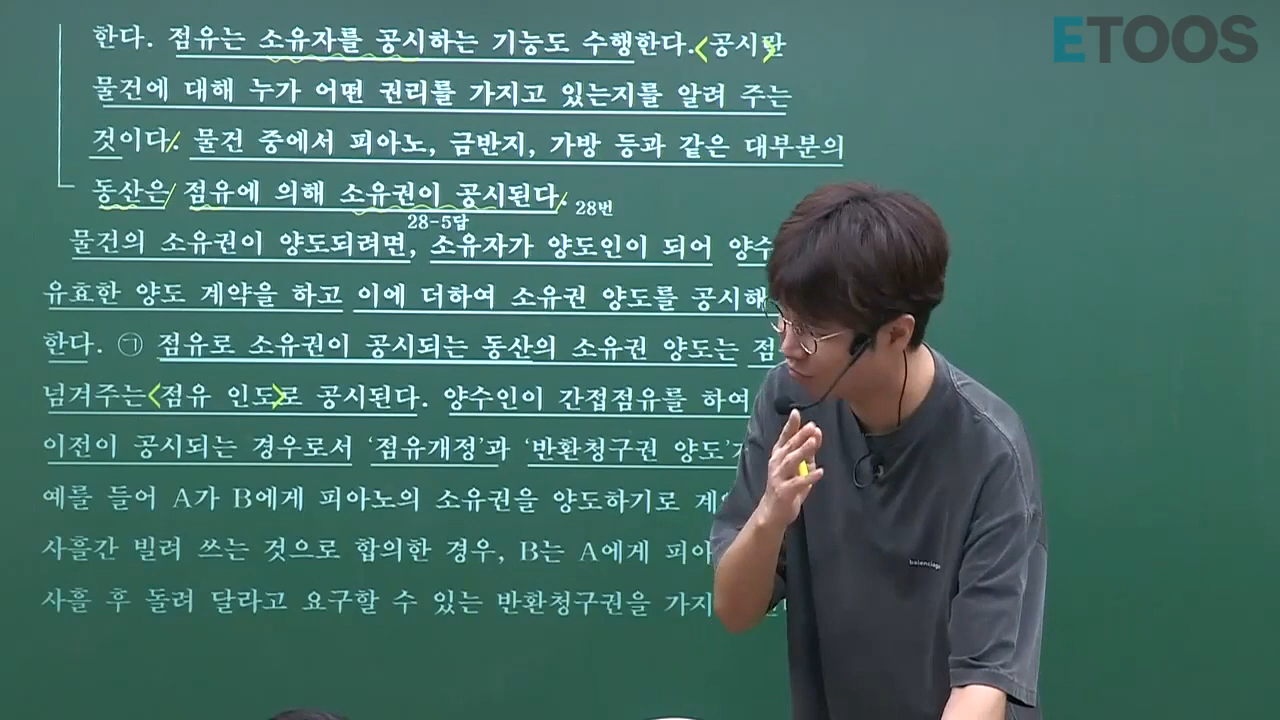 ETOOS
한다. 점유는 소유자를 공시하는 기능도 수행한다.<공시란>
물건에 대해 누가 어떤 권리를 가지고 있는지를 알려 주는
것이다. 물건 중에서 피아노, 금반지, 가방 등과 같은 대부분의
동산은 점유에 의해 소유권이 공시된다. 28번
28-5답
물건의 소유권이 양도되려면, 소유자가 양도인이 되어 양수
유효한 양도 계약을 하고 이에 더하여 소유권 양도를 공시해
한다. ㉠ 점유로 소유권이 공시되는 동산의 소유권 양도는 점
넘겨주는<점유 인도>로 공시된다. 양수인이 간접점유를 하여
이전이 공시되는 경우로서 ‘점유개정’과 ‘반환청구권 양도’가
예를 들어 A가 B에게 피아노의 소유권을 양도하기로 계
사흘간 빌려 쓰는 것으로 합의한 경우, B는 A에게 피아
사흘 후 돌려 달라고 요구할 수 있는 반환청구권을 가지
balenciaga